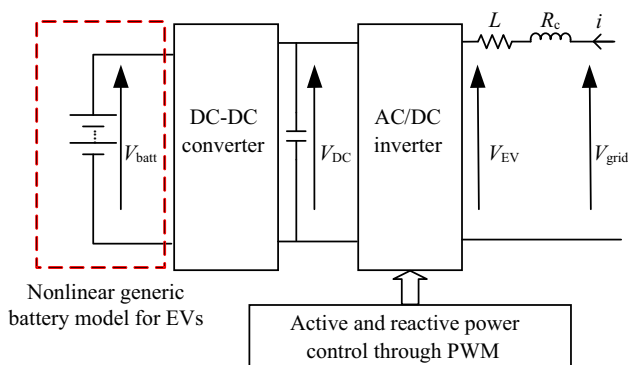 L
Rc
i
DC-DC
converter
AC/DC
inverter
Vbatt
VDC
VEV
Vgrid
Nonlinear generic
battery model for EVs
Active and reactive power
control through PWM